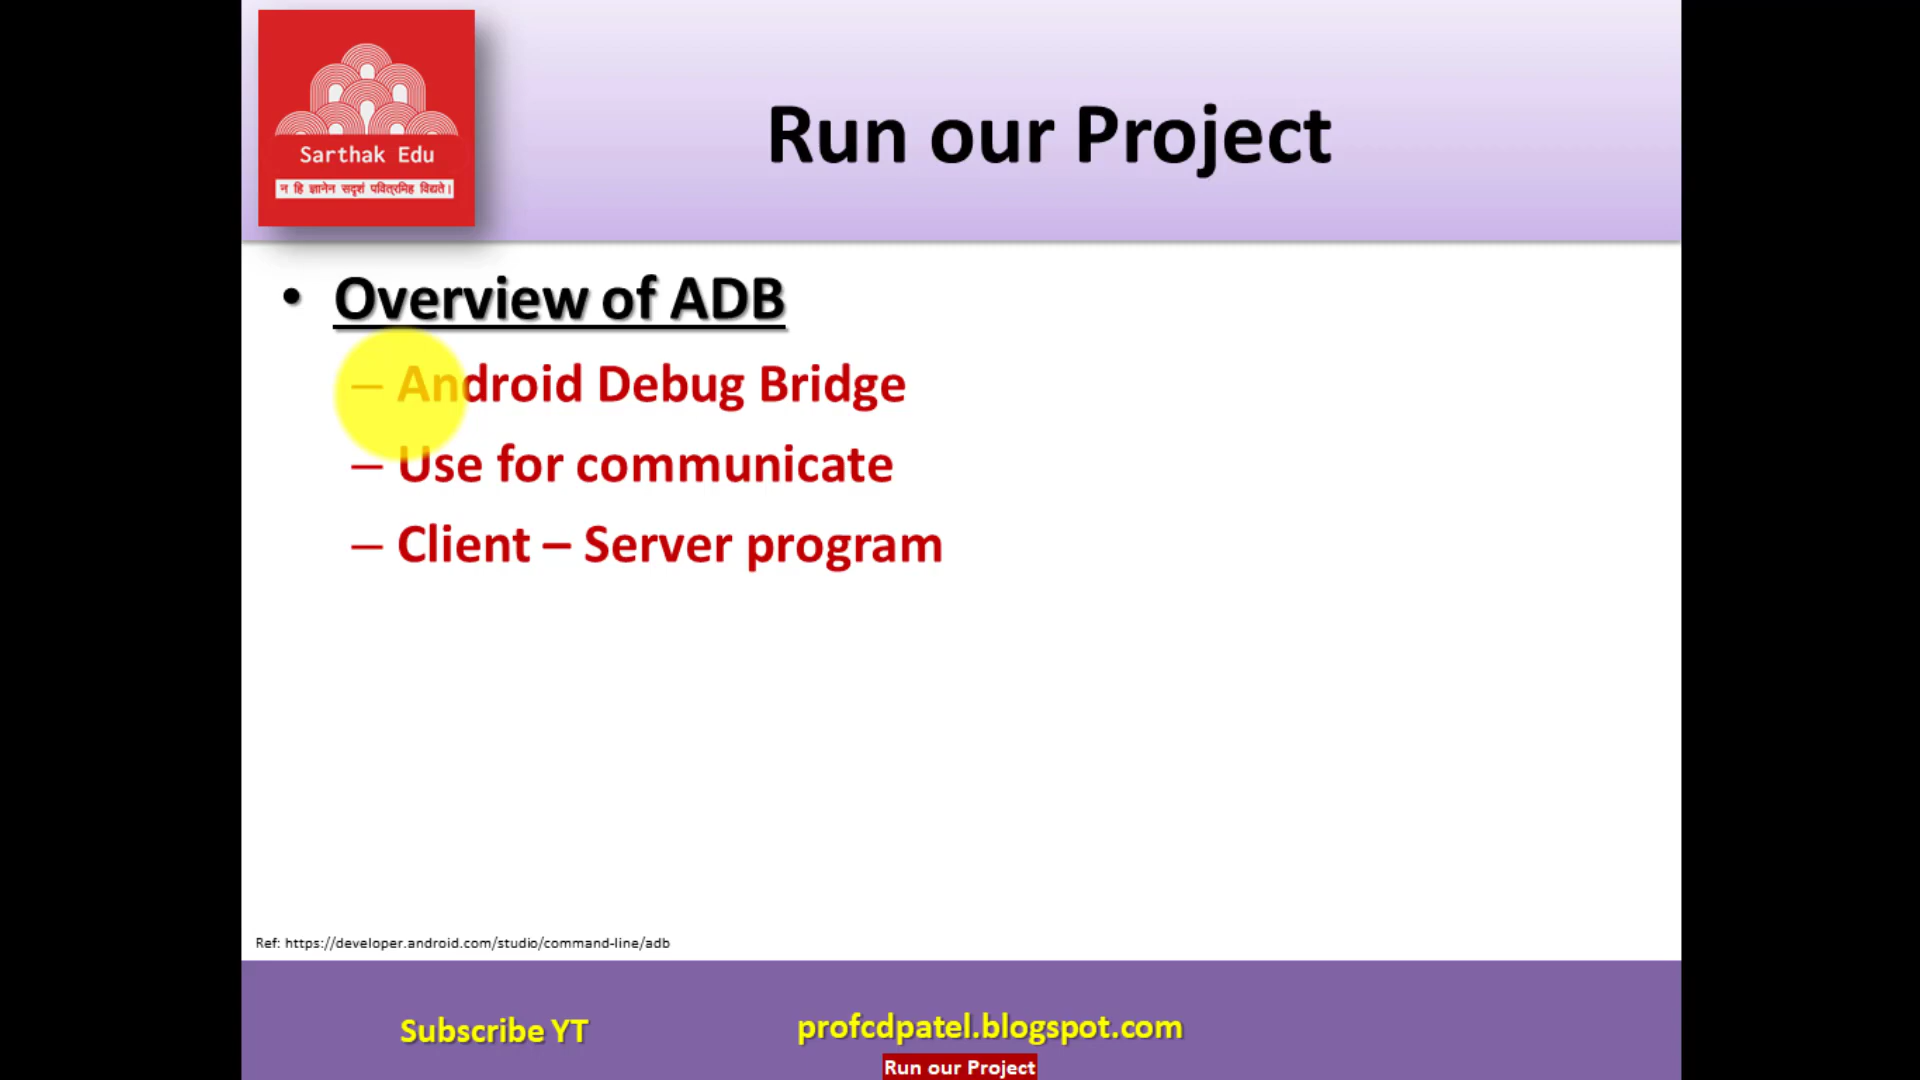 Sarthak Edu
न हि ज्ञानेन सदृशं पवित्रमिह विद्यते।
Run our Project
• Overview of ADB
– Android Debug Bridge
– Use for communicate
– Client – Server program
Ref: https://developer.android.com/studio/command-line/adb
Subscribe YT
profcdpatel.blogspot.com
Run our Project